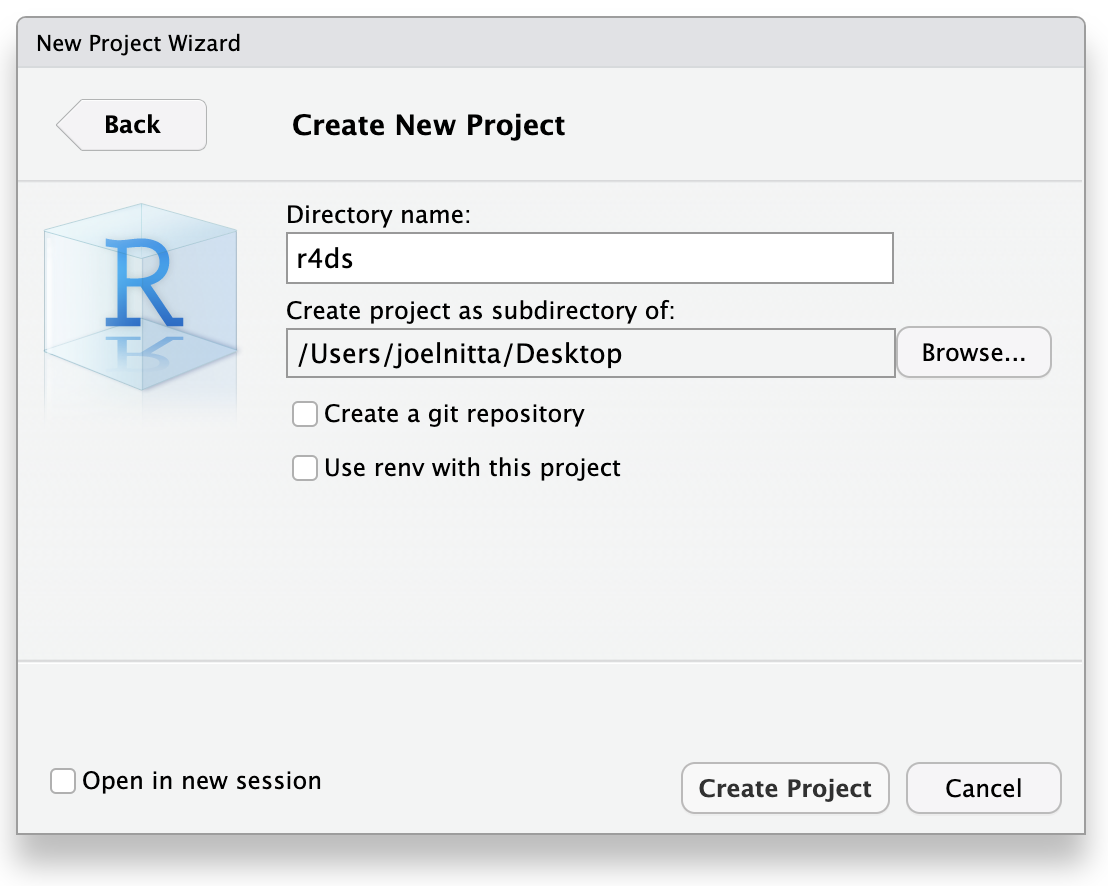 New Project Wizard
Back
Create New Project
R
Directory name:
r4ds
Create project as subdirectory of:
/Users/joelnitta/Desktop
Browse...
Create a git repository
Use renv with this project
Open in new session
Create Project
Cancel